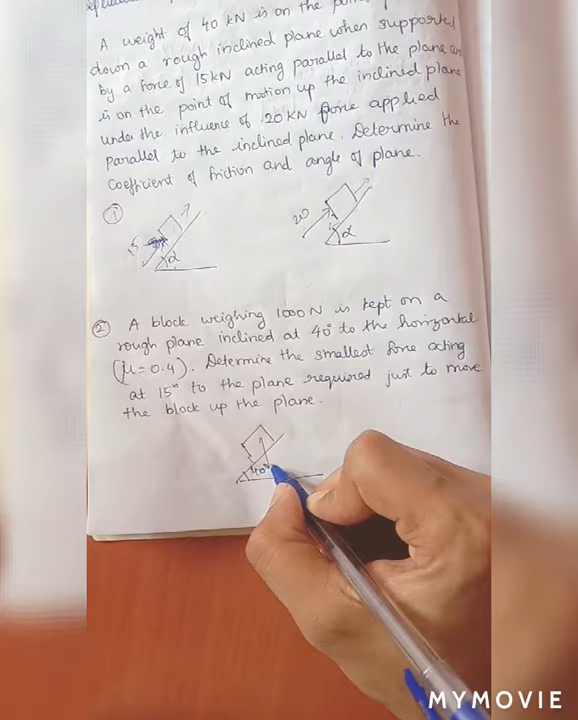 A weight of 40 KN is on the point
down a rough inclined plane when supported
by a force of 15 KN acting parallel to the plane
is on the point of motion up the inclined plane
under the influence of 20 KN force applied
parallel to the inclined plane. Determine the
coefficient of friction and angle of plane.
①
15
α
20
α
② A block weighing 1000 N is kept on a
rough plane inclined at 40° to the horizontal
(μ = 0.4). Determine the smallest force acting
at 15° to the plane required just to move
the block up the plane.
40°
MYMOVIE